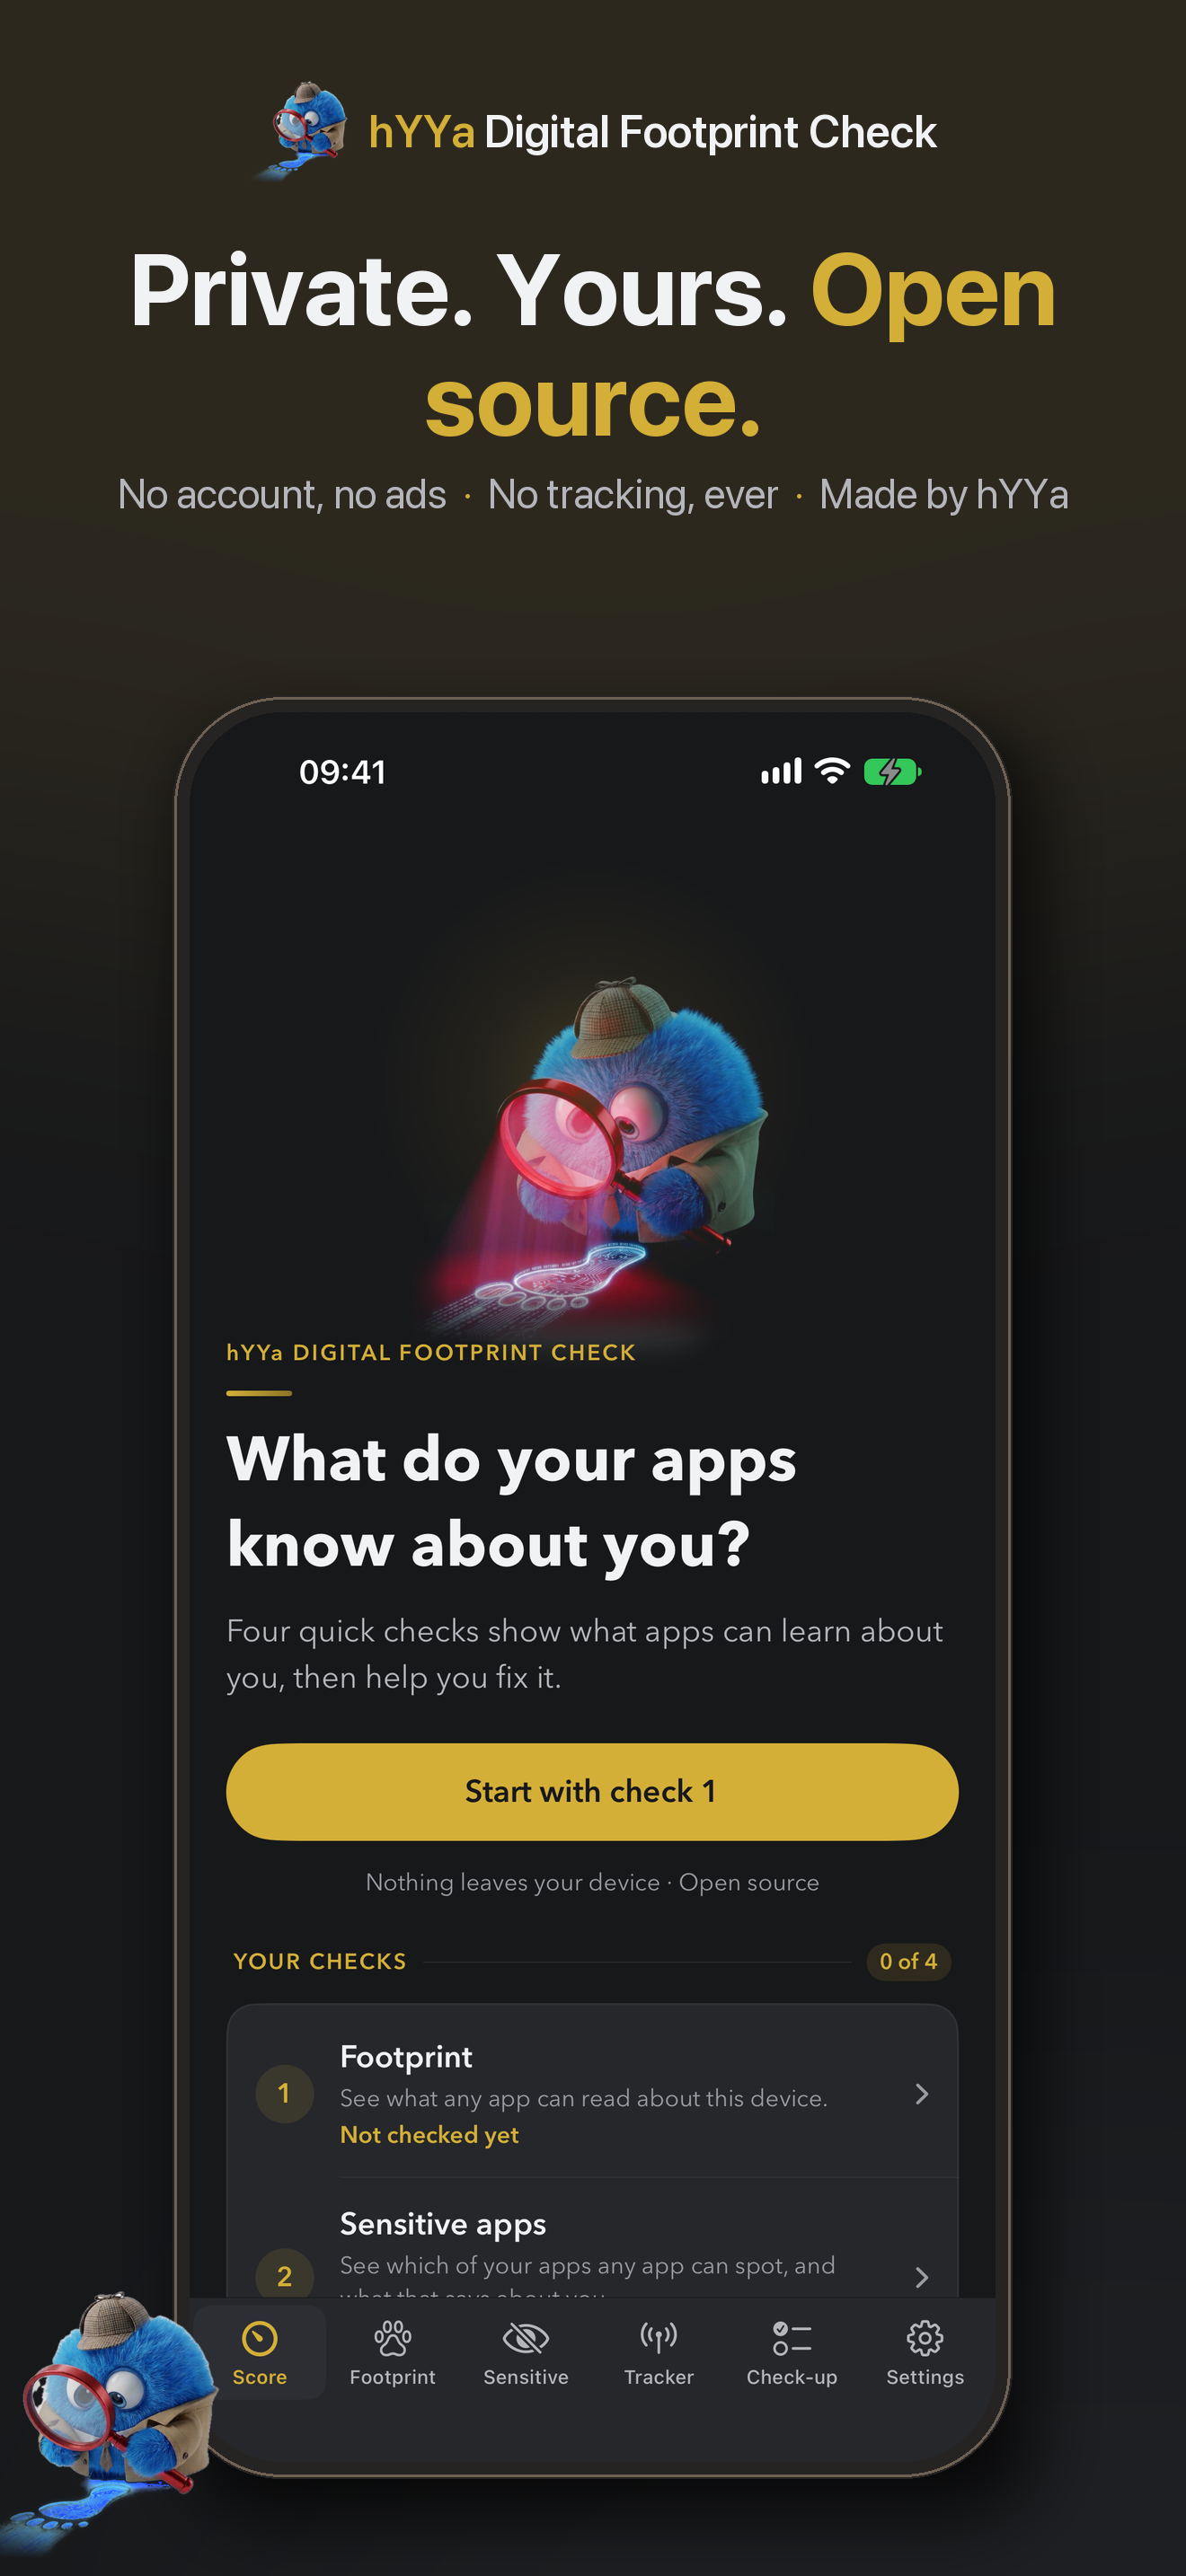 hYYa Digital Footprint Check
Private. Yours. Open
source.
No account, no ads · No tracking, ever · Made by hYYa
09:41
hYYa DIGITAL FOOTPRINT CHECK
What do your apps
know about you?
Four quick checks show what apps can learn about
you, then help you fix it.
Start with check 1
Nothing leaves your device · Open source
YOUR CHECKS
0 of 4
1
Footprint
See what any app can read about this device.
Not checked yet
2
Sensitive apps
See which of your apps any app can spot, and
what that says about you.
Score
Footprint
Sensitive
Tracker
Check-up
Settings